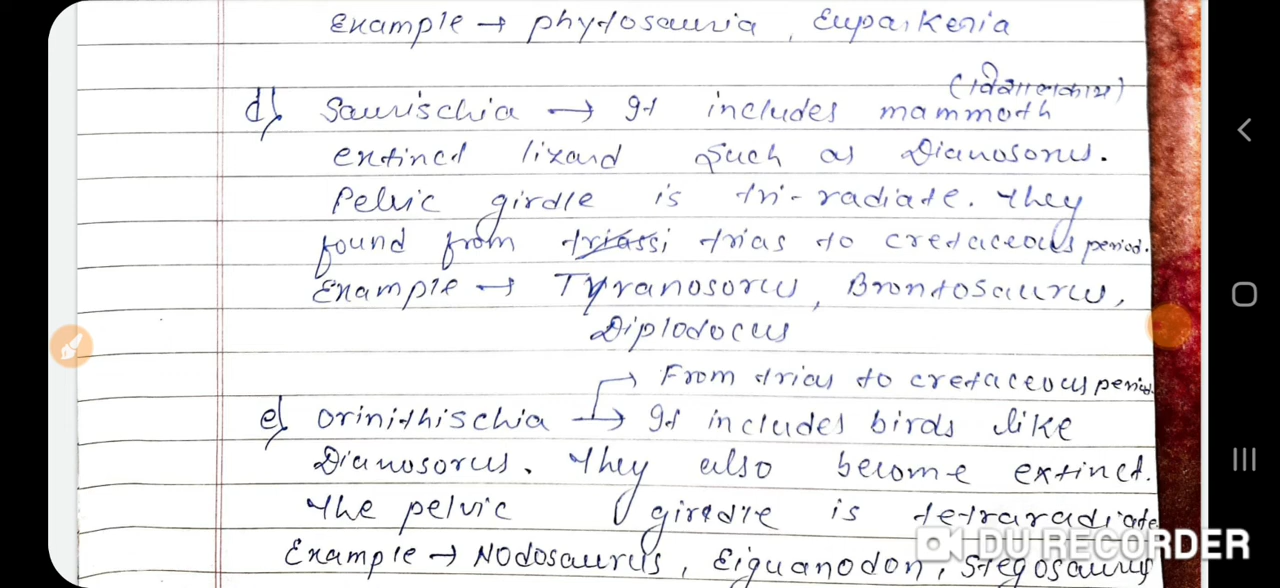 Example → phytosauria, Euparkeria
(विशालकाय)
d) Saurischia → It includes mammoth
extinct lizard such as Dianosorus.
Pelvic girdle is tri-radiate. They
found from triassi trias to cretaceous period.
Example → Tyranosorus, Brontosaurus,
Diplodocus
→ From trias to cretaceous period.
e) Orinithischia → It includes birds like
Dianosorus. They also become extinct.
The pelvic girdle is tetraradiate
Example → Nodosaurus, Eiguanodon, Stegosaurus
DU RECORDER